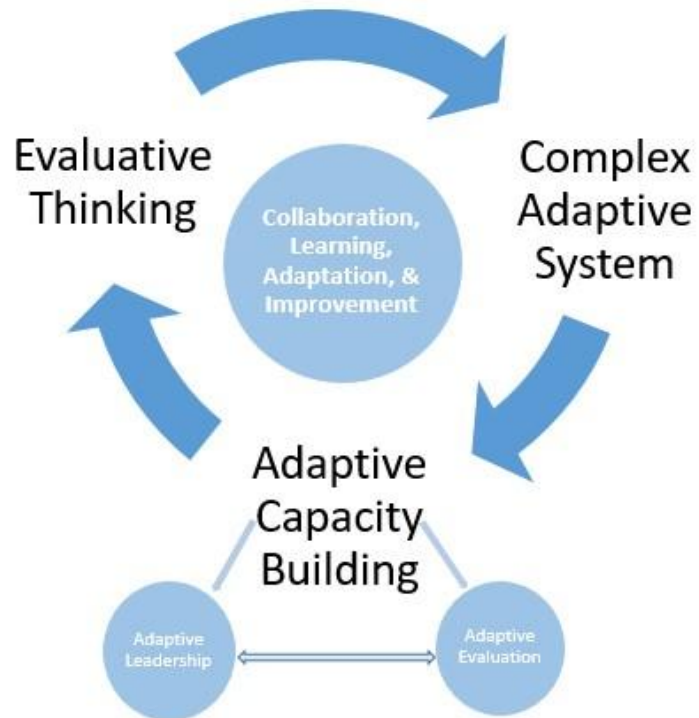 Evaluative
Thinking
Collaboration,
Learning,
Adaptation, &
Improvement
Complex
Adaptive
System
Adaptive
Capacity
Building
Adaptive
Leadership
Adaptive
Evaluation